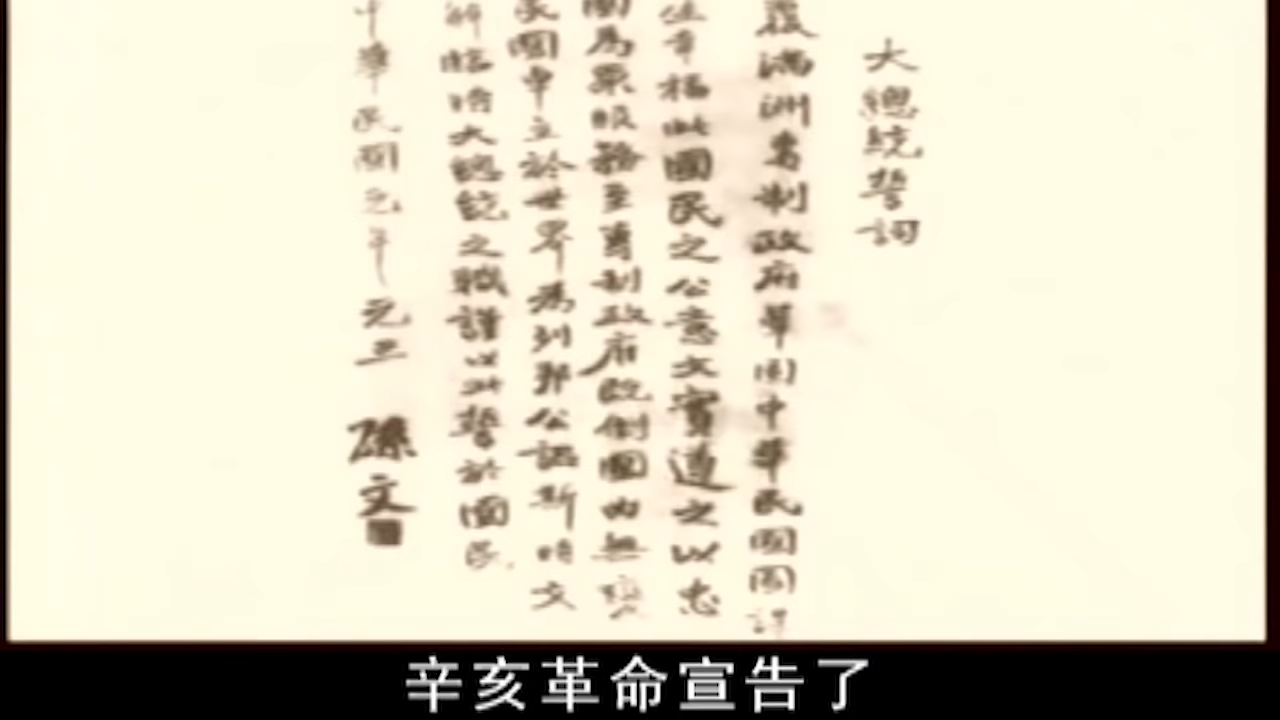 大總統誓詞
覆滿洲專制政府鞏固中華民國圖謀
生幸福此國民之公意文實遵之以忠
國為眾服務至專制政府既倒國內無變
民國卓立於世界為列邦公認斯時文
解臨時大總統之職謹以此誓於國民
中華民國元年元旦 孫文
辛亥革命宣告了